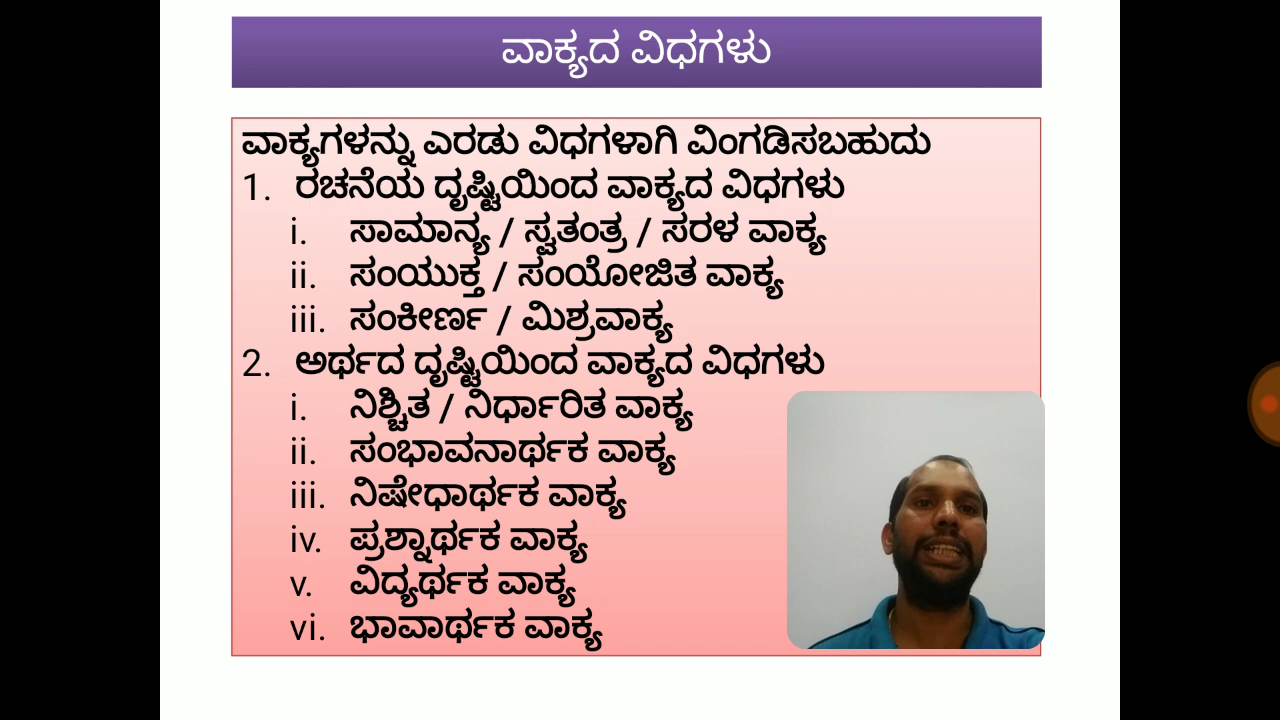 ವಾಕ್ಯದ ವಿಧಗಳು
ವಾಕ್ಯಗಳನ್ನು ಎರಡು ವಿಧಗಳಾಗಿ ವಿಂಗಡಿಸಬಹುದು
1. ರಚನೆಯ ದೃಷ್ಟಿಯಿಂದ ವಾಕ್ಯದ ವಿಧಗಳು
i. ಸಾಮಾನ್ಯ / ಸ್ವತಂತ್ರ / ಸರಳ ವಾಕ್ಯ
ii. ಸಂಯುಕ್ತ / ಸಂಯೋಜಿತ ವಾಕ್ಯ
iii. ಸಂಕೀರ್ಣ / ಮಿಶ್ರವಾಕ್ಯ
2. ಅರ್ಥದ ದೃಷ್ಟಿಯಿಂದ ವಾಕ್ಯದ ವಿಧಗಳು
i. ನಿಶ್ಚಿತ / ನಿರ್ಧಾರಿತ ವಾಕ್ಯ
ii. ಸಂಭಾವನಾರ್ಥಕ ವಾಕ್ಯ
iii. ನಿಷೇಧಾರ್ಥಕ ವಾಕ್ಯ
iv. ಪ್ರಶ್ನಾರ್ಥಕ ವಾಕ್ಯ
v. ವಿದ್ಯರ್ಥಕ ವಾಕ್ಯ
vi. ಭಾವಾರ್ಥಕ ವಾಕ್ಯ